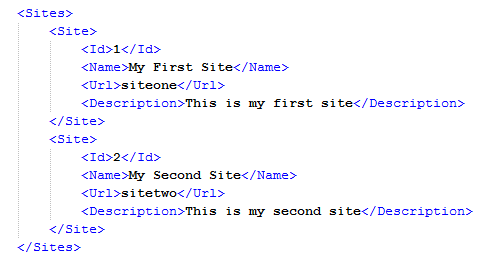 <Sites>
<Site>
<Id>1</Id>
<Name>My First Site</Name>
<Url>siteone</Url>
<Description>This is my first site</Description>
</Site>
<Site>
<Id>2</Id>
<Name>My Second Site</Name>
<Url>sitetwo</Url>
<Description>This is my second site</Description>
</Site>
</Sites>